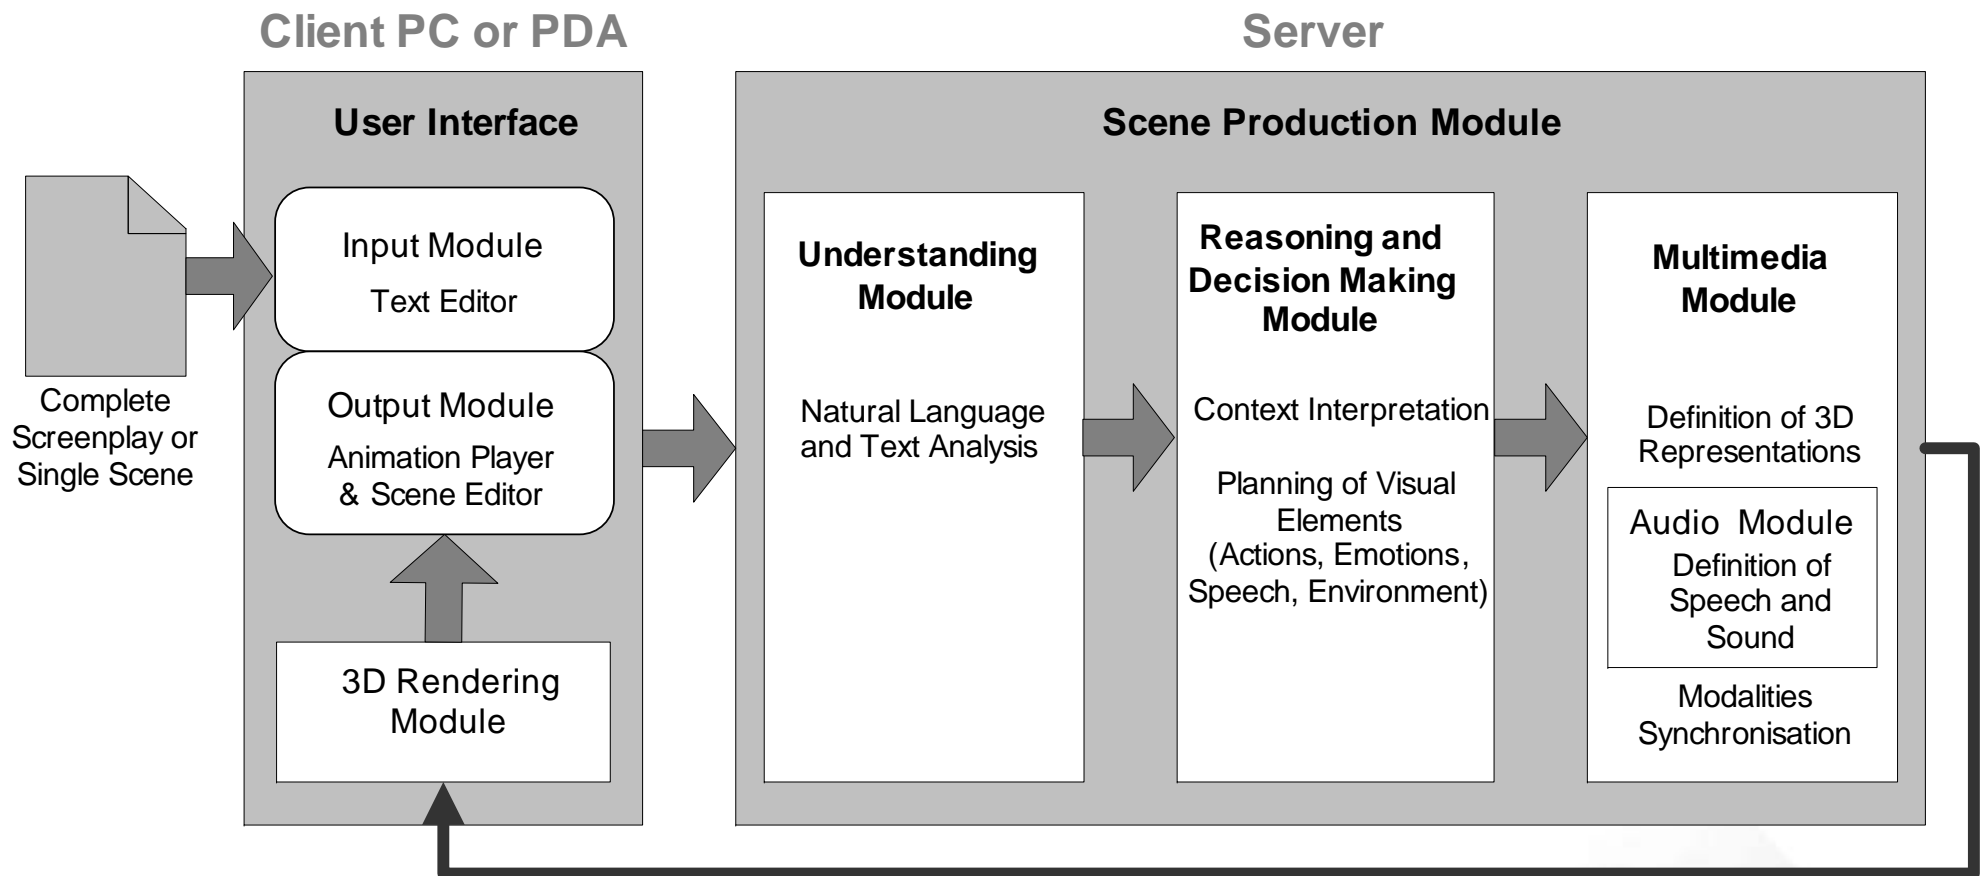 Client PC or PDA
Server
User Interface
Scene Production Module
Complete
Screenplay or
Single Scene
Input Module
Text Editor
Output Module
Animation Player
& Scene Editor
3D Rendering
Module
Understanding
Module
Natural Language
and Text Analysis
Reasoning and
Decision Making
Module
Context Interpretation
Planning of Visual
Elements
(Actions, Emotions,
Speech, Environment)
Multimedia
Module
Definition of 3D
Representations
Audio Module
Definition of
Speech and
Sound
Modalities
Synchronisation